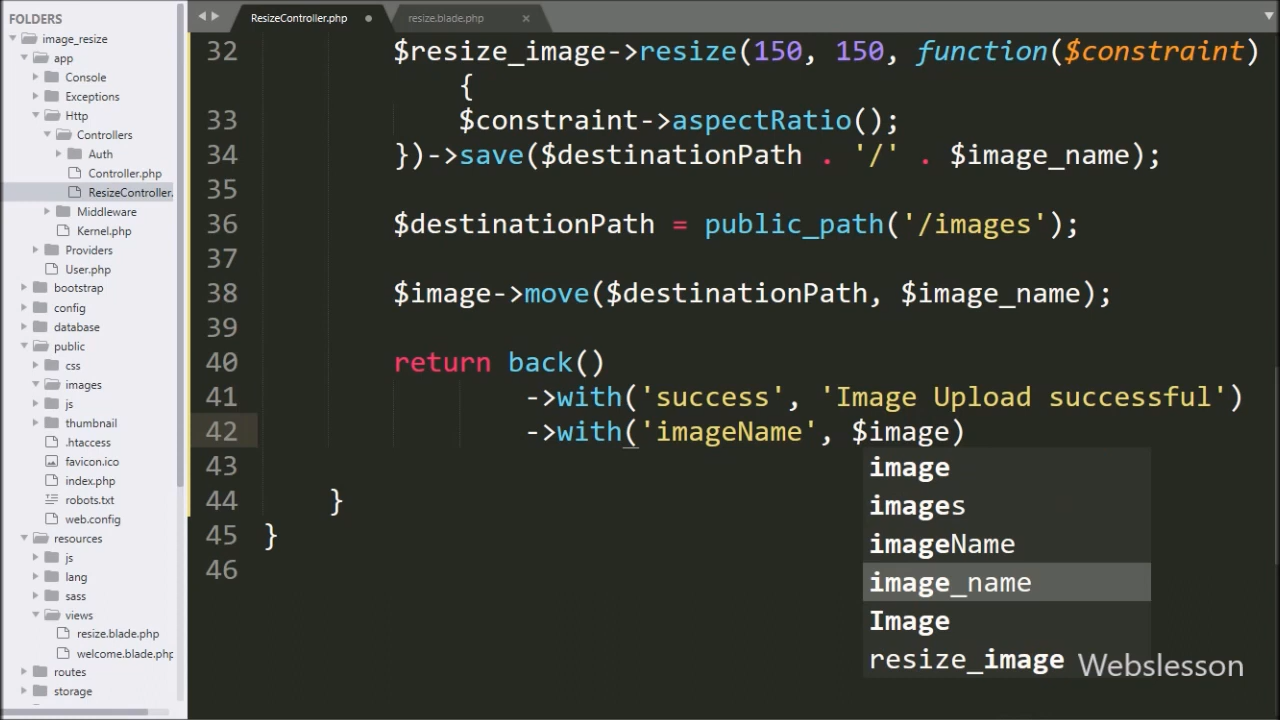 FOLDERS
image_resize
app
Console
Exceptions
Http
Controllers
Auth
Controller.php
ResizeController.
Middleware
Kernel.php
Providers
User.php
bootstrap
config
database
public
css
images
js
thumbnail
.htaccess
favicon.ico
index.php
robots.txt
web.config
resources
js
lang
sass
views
resize.blade.php
welcome.blade.php
routes
storage
ResizeController.php
resize.blade.php
32 $resize_image->resize(150, 150, function($constraint)
{
33 $constraint->aspectRatio();
34 })->save($destinationPath . '/' . $image_name);
35
36 $destinationPath = public_path('/images');
37
38 $image->move($destinationPath, $image_name);
39
40 return back()
41 ->with('success', 'Image Upload successful')
42 ->with('imageName', $image)
43
44 }
45 }
46
image
images
imageName
image_name
Image
resize_image
Webslesson